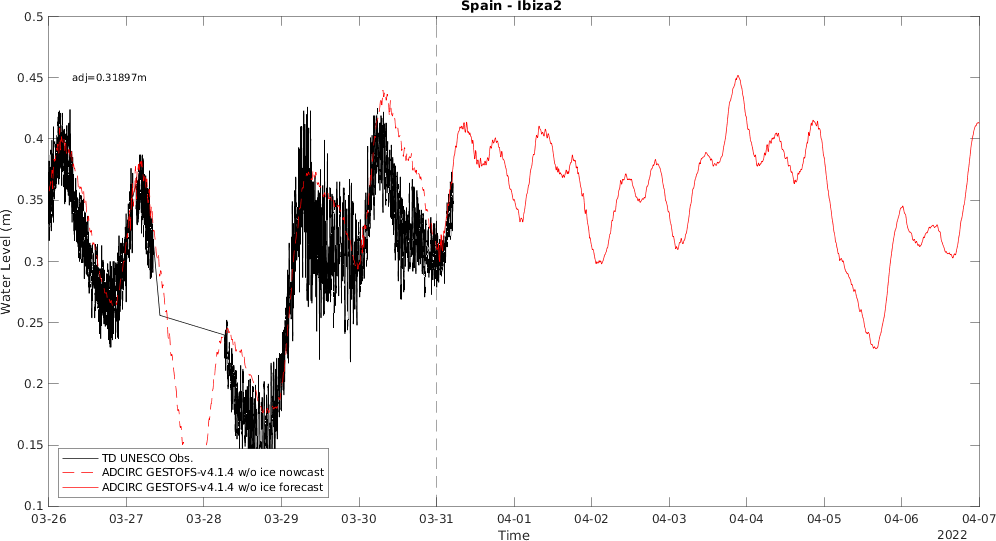 Spain - Ibiza2
0.5
0.45
0.4
0.35
0.3
0.25
0.2
0.15
0.1
Water Level (m)
adj=0.31897m
TD UNESCO Obs.
ADCIRC GESTOFS-v4.1.4 w/o ice nowcast
ADCIRC GESTOFS-v4.1.4 w/o ice forecast
03-26 03-27 03-28 03-29 03-30 03-31 04-01 04-02 04-03 04-04 04-05 04-06 04-07
Time
2022